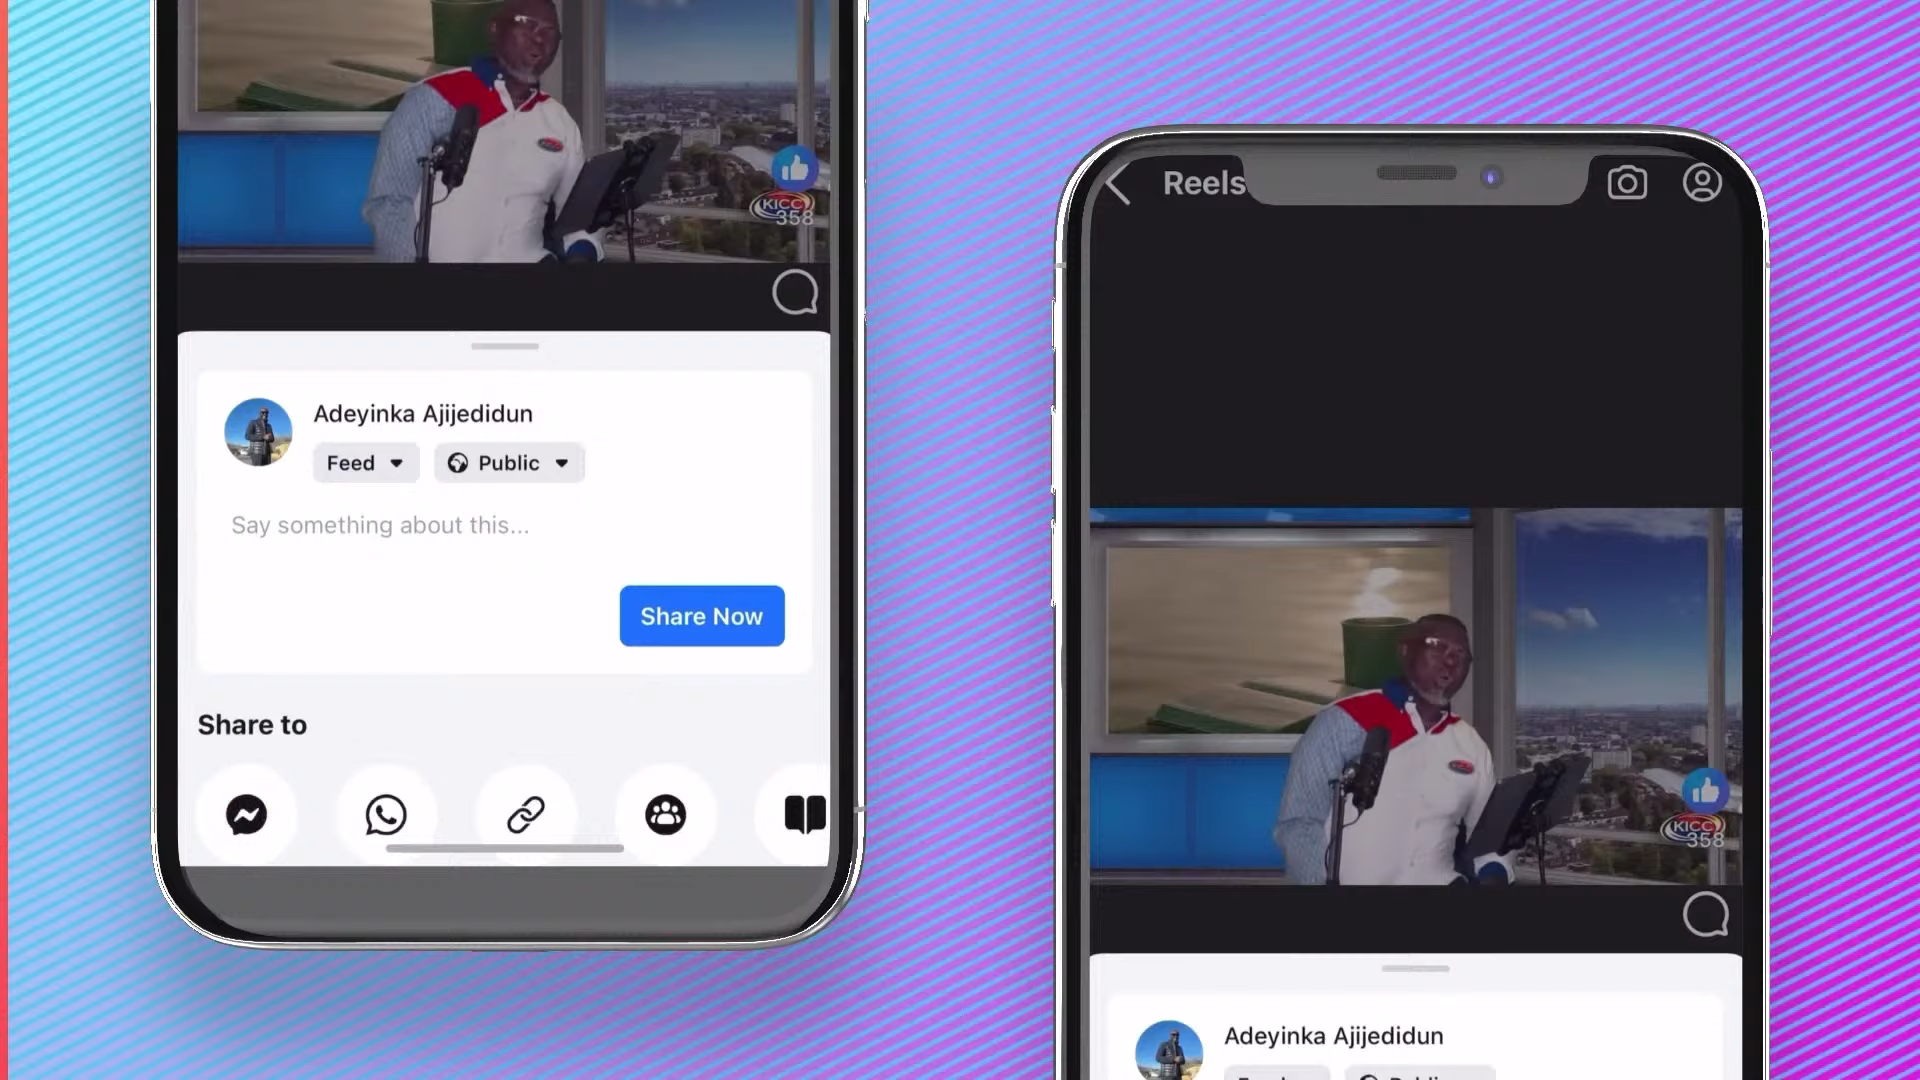 KICC
358
Adeyinka Ajijedidun
Feed
Public
Say something about this...
Share Now
Share to
Reels
KICC
358
Adeyinka Ajijedidun